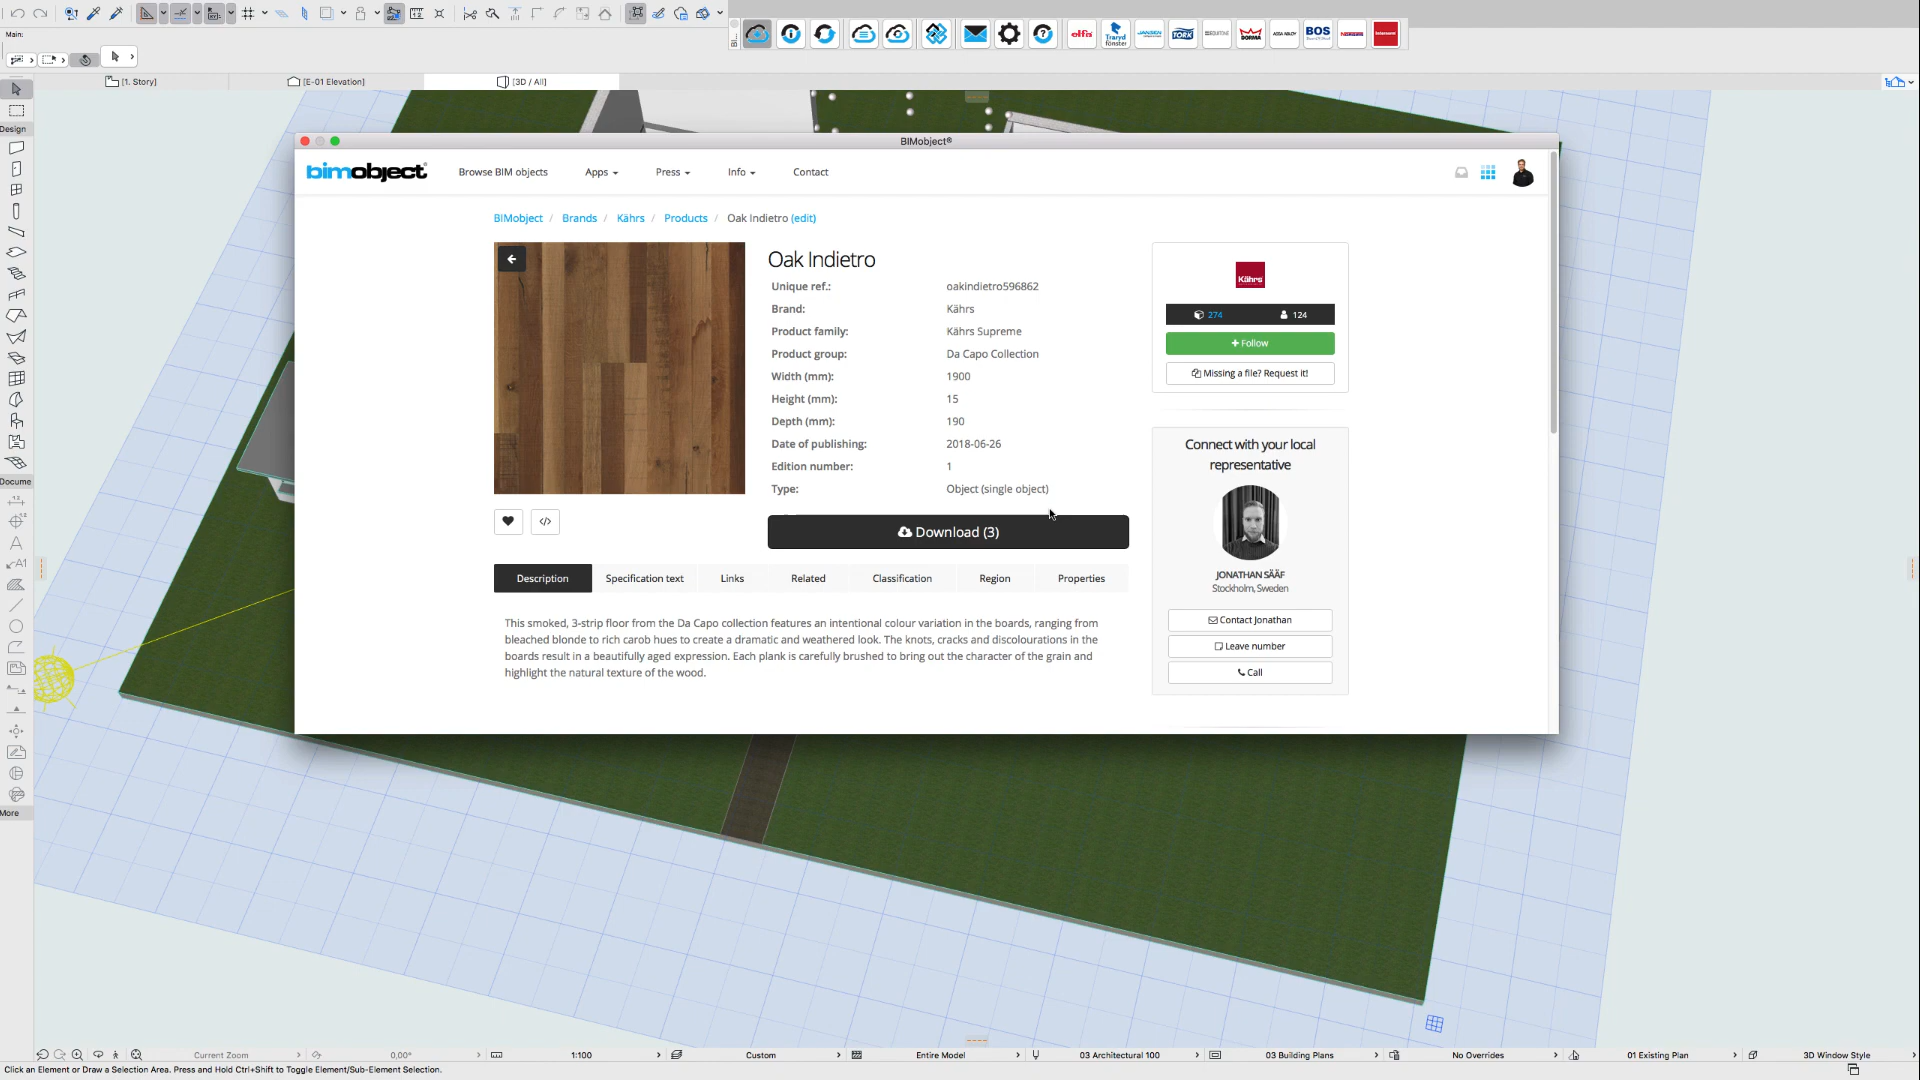 Main:
elfis
Traryd
fönster
JANSEN
TORK
DORMA
ASSA ABLOY
BOS
[1. Story]
[E-01 Elevation]
[3D / All]
Design
BIMobject®
bimobject®
Browse BIM objects
Apps
Press
Info
Contact
BIMobject / Brands / Kährs / Products / Oak Indietro (edit)
Oak Indietro
Unique ref.: oakindietro596862
Brand: Kährs
Product family: Kährs Supreme
Product group: Da Capo Collection
Width (mm): 1900
Height (mm): 15
Depth (mm): 190
Date of publishing: 2018-06-26
Edition number: 1
Type: Object (single object)
Download (3)
Kährs
274
124
+ Follow
Missing a file? Request it!
Connect with your local
representative
JONATHAN SÄÄF
Stockholm, Sweden
Contact Jonathan
Leave number
Call
Description
Specification text
Links
Related
Classification
Region
Properties
This smoked, 3-strip floor from the Da Capo collection features an intentional colour variation in the boards, ranging from
bleached blonde to rich carob hues to create a dramatic and weathered look. The knots, cracks and discolourations in the
boards result in a beautifully aged expression. Each plank is carefully brushed to bring out the character of the grain and
highlight the natural texture of the wood.
Docume
A
A1
More
Current Zoom
0,00°
1:100
Custom
Entire Model
03 Architectural 100
03 Building Plans
No Overrides
01 Existing Plan
3D Window Style
Click an Element or Draw a Selection Area. Press and Hold Ctrl+Shift to Toggle Element/Sub-Element Selection.